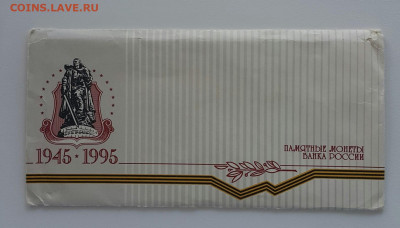 COINS.LAVE.RU
1945 · 1995
ПАМЯТНЫЕ МОНЕТЫ
БАНКА РОССИИ